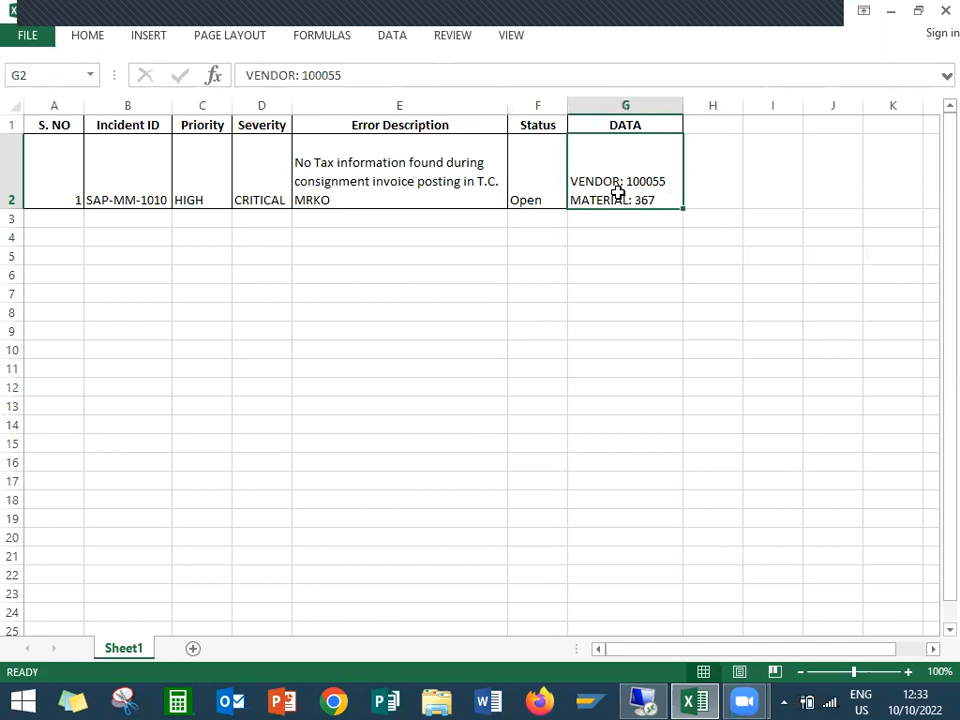 Sign in
FILE HOME INSERT PAGE LAYOUT FORMULAS DATA REVIEW VIEW
G2 fx VENDOR: 100055
A B C D E F G H I J K
1 S. NO Incident ID Priority Severity Error Description Status DATA
No Tax information found during
consignment invoice posting in T.C. VENDOR: 100055
2 1 SAP-MM-1010 HIGH CRITICAL MRKO Open MATERIAL: 367
3
4
5
6
7
8
9
10
11
12
13
14
15
16
17
18
19
20
21
22
23
24
25
Sheet1
READY 100%
ENG 12:33
US 10/10/2022